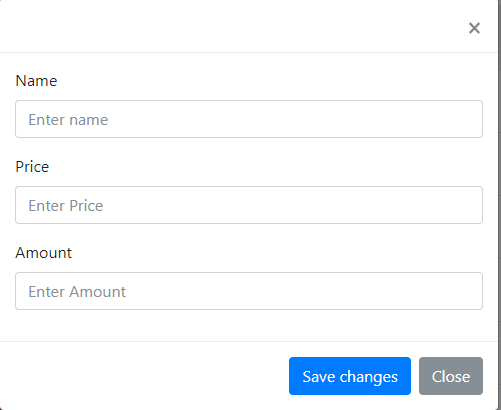 ×
Name
Enter name
Price
Enter Price
Amount
Enter Amount
Save changes Close